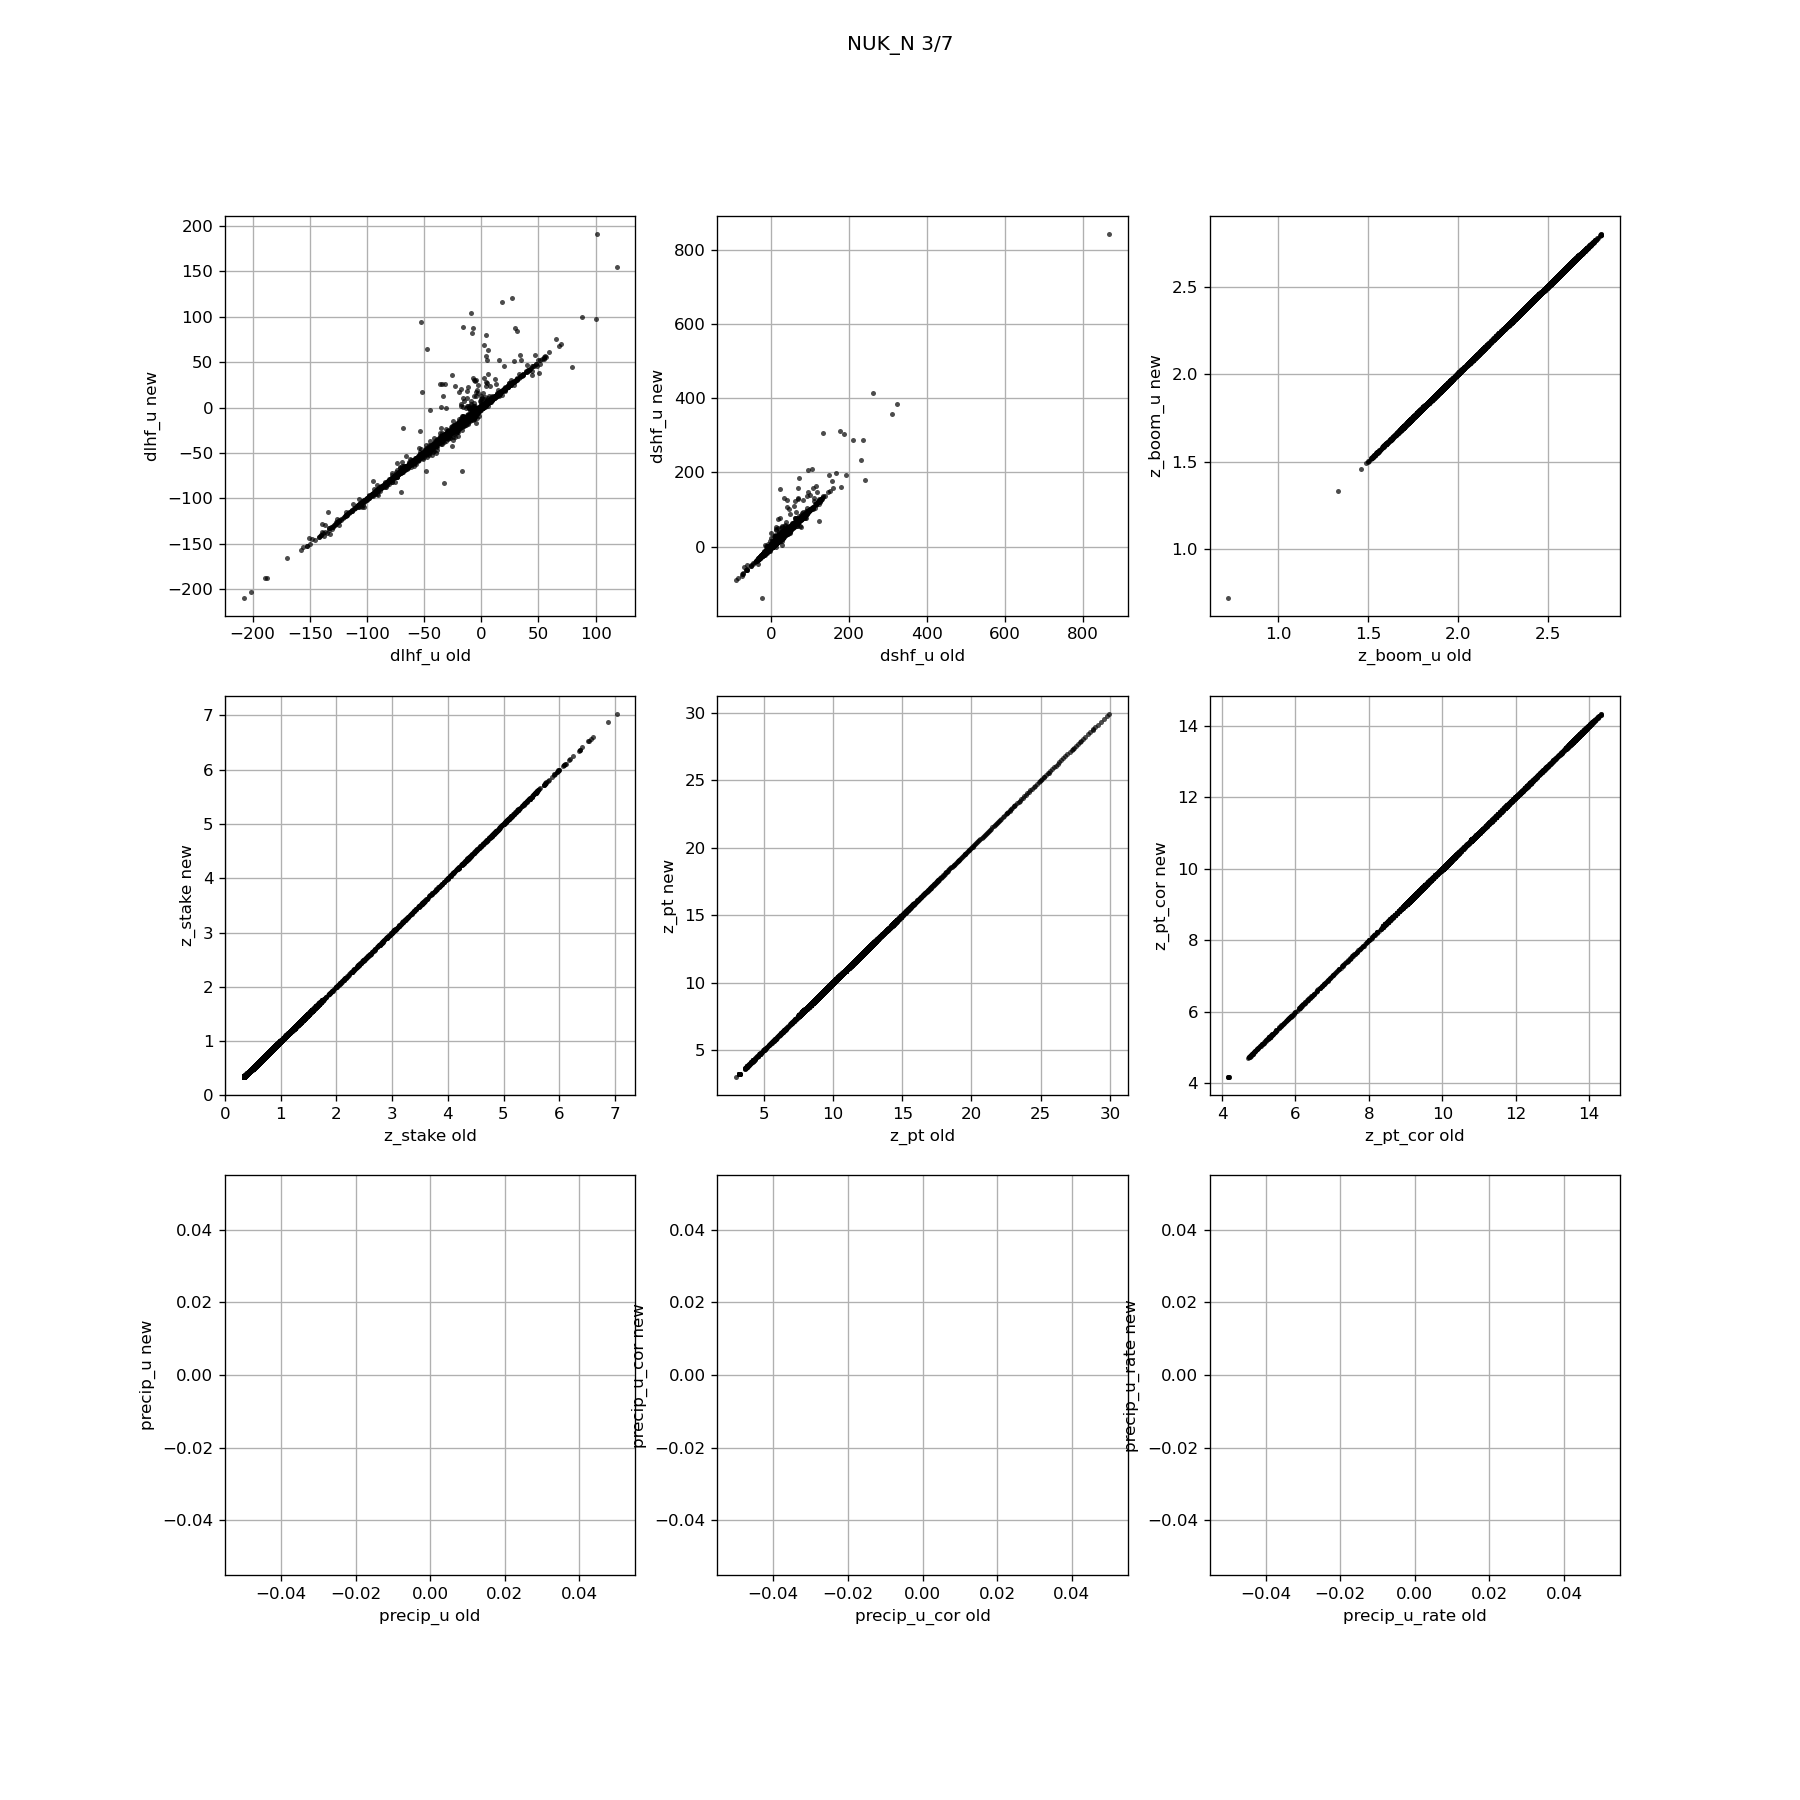 NUK_N 3/7
200
150
100
50
0
−50
−100
−150
−200
dlhf_u new
−200 −150 −100 −50 0 50 100
dlhf_u old
800
600
400
200
0
dshf_u new
0 200 400 600 800
dshf_u old
2.5
2.0
1.5
1.0
z_boom_u new
1.0 1.5 2.0 2.5
z_boom_u old
7
6
5
4
3
2
1
0
z_stake new
0 1 2 3 4 5 6 7
z_stake old
30
25
20
15
10
5
z_pt new
5 10 15 20 25 30
z_pt old
14
12
10
8
6
4
z_pt_cor new
4 6 8 10 12 14
z_pt_cor old
0.04
0.02
0.00
−0.02
−0.04
precip_u new
−0.04 −0.02 0.00 0.02 0.04
precip_u old
0.04
0.02
0.00
−0.02
−0.04
precip_u_cor new
−0.04 −0.02 0.00 0.02 0.04
precip_u_cor old
0.04
0.02
0.00
−0.02
−0.04
precip_u_rate new
−0.04 −0.02 0.00 0.02 0.04
precip_u_rate old